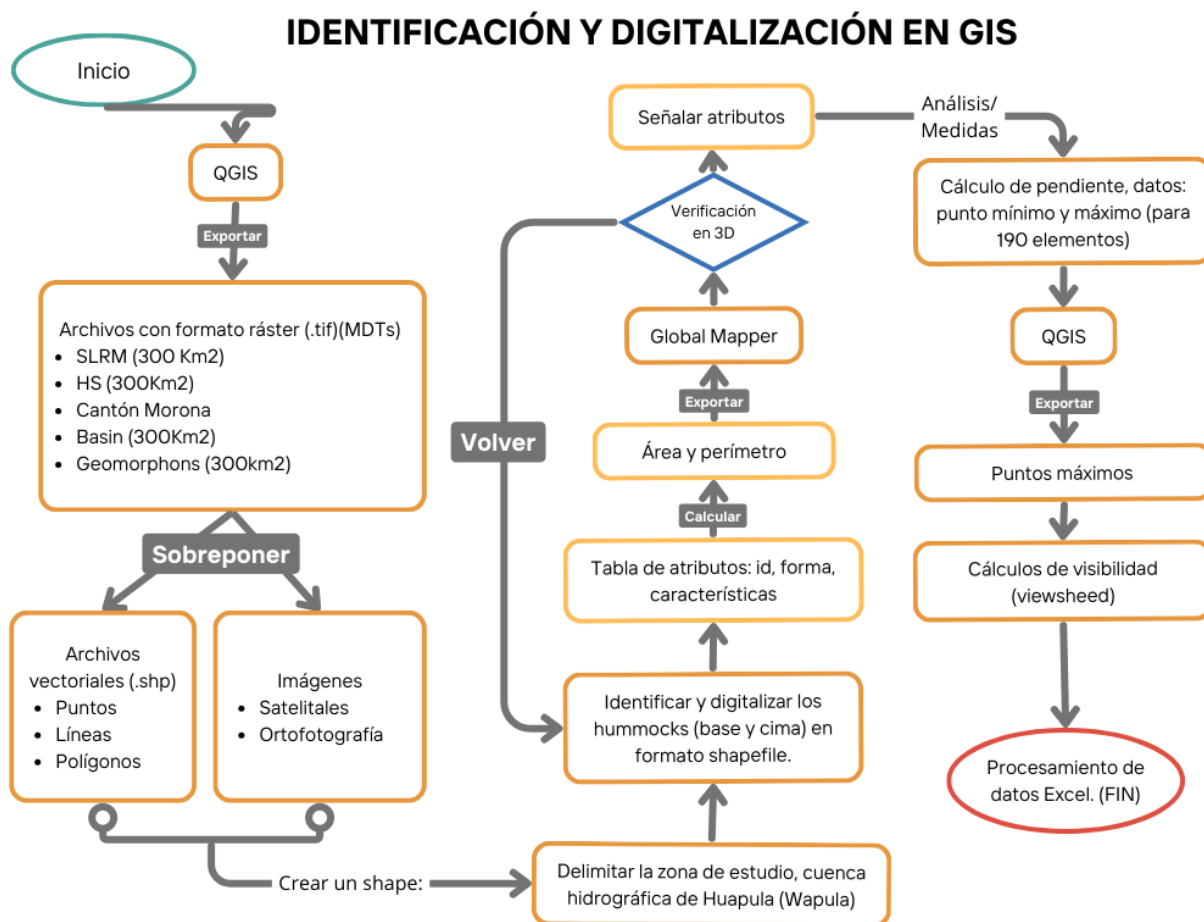 IDENTIFICACIÓN Y DIGITALIZACIÓN EN GIS
Inicio
QGIS
Exportar
Archivos con formato ráster (.tif)(MDTs)
• SLRM (300 Km2)
• HS (300Km2)
• Cantón Morona
• Basin (300Km2)
• Geomorphons (300km2)
Sobreponer
Archivos
vectoriales (.shp)
• Puntos
• Líneas
• Polígonos
Imágenes
• Satelitales
• Ortofotografía
Crear un shape:
Delimitar la zona de estudio, cuenca
hidrográfica de Huapula (Wapula)
Identificar y digitalizar los
hummocks (base y cima) en
formato shapefile.
Tabla de atributos: id, forma,
características
Calcular
Área y perímetro
Exportar
Global Mapper
Verificación
en 3D
Volver
Señalar atributos
Análisis/
Medidas
Cálculo de pendiente, datos:
punto mínimo y máximo (para
190 elementos)
QGIS
Exportar
Puntos máximos
Cálculos de visibilidad
(viewsheed)
Procesamiento de
datos Excel. (FIN)